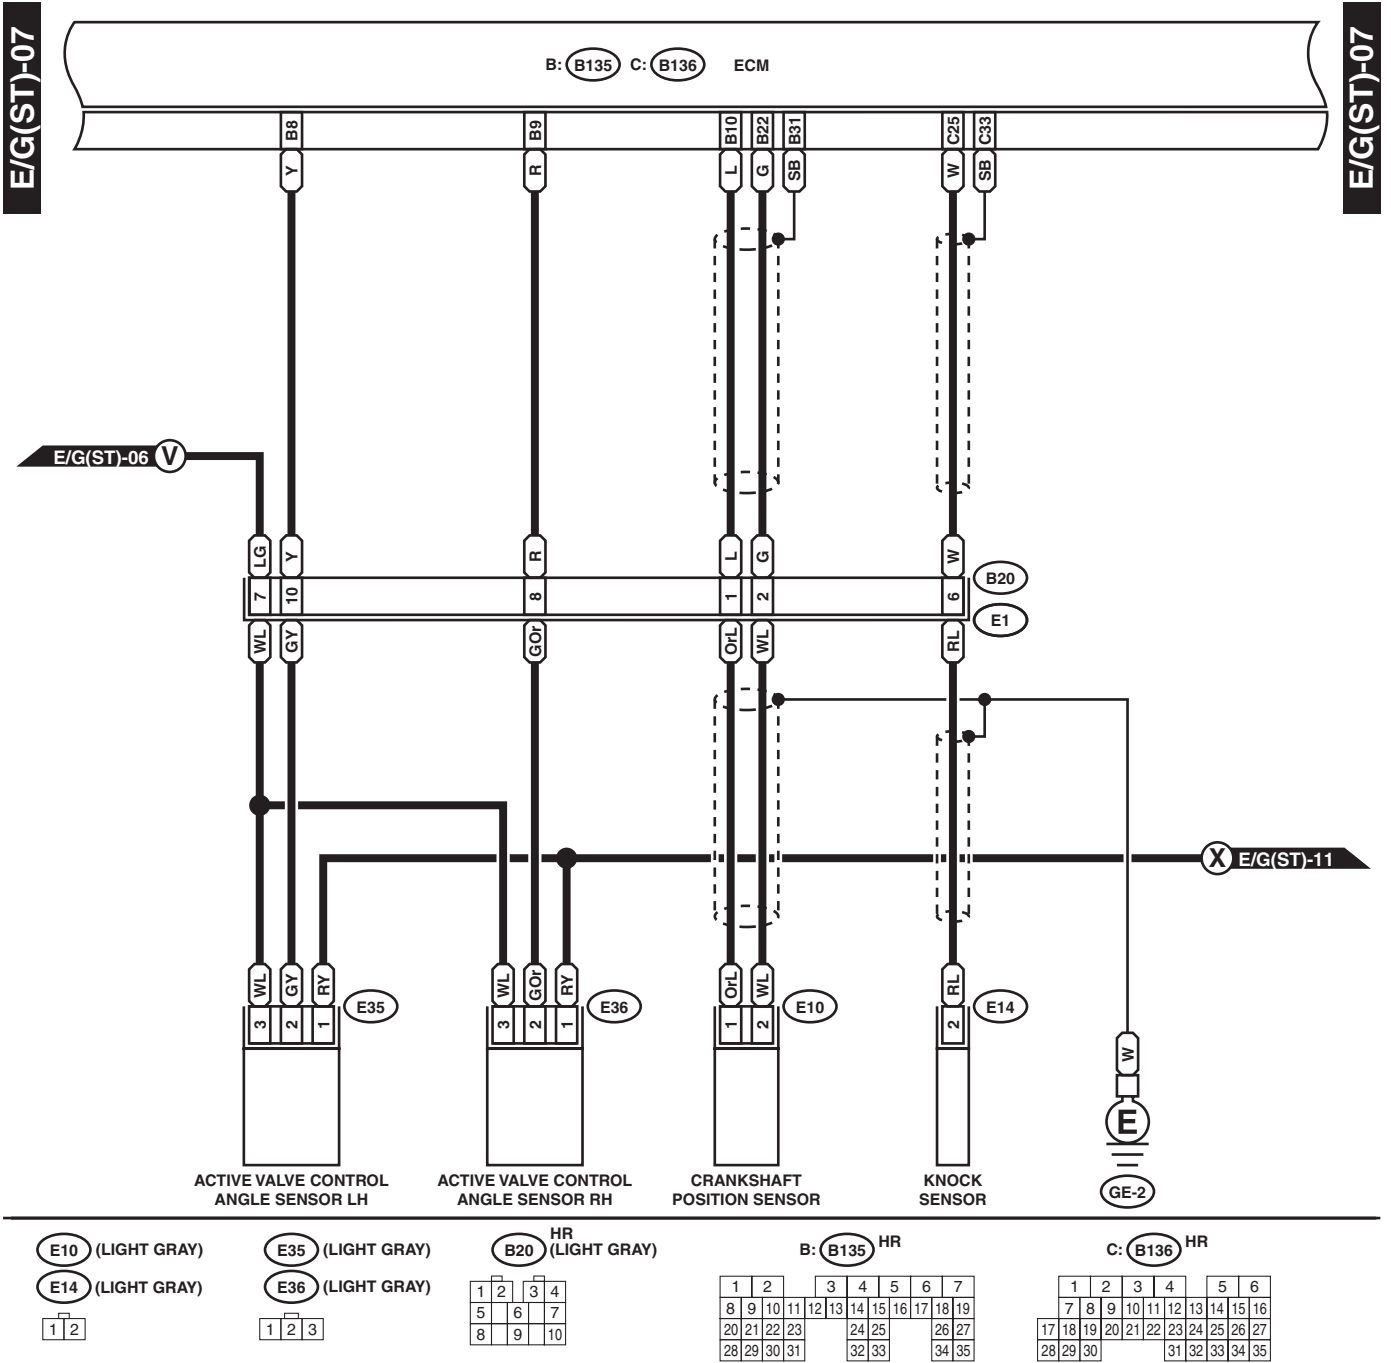 E/G(ST)-07
E/G(ST)-07
B: B135 C: B136 ECM
B8 B9 B10 B22 B31 C25 C33
Y R L G SB W SB
E/G(ST)-06 V
LG Y R L G W
7 10 8 1 2 6 B20
E1
WL GY GOr OrL WL RL
X E/G(ST)-11
WL GY RY WL GOr RY OrL WL RL
3 2 1 E35 3 2 1 E36 1 2 E10 2 E14
W
E
GE-2
ACTIVE VALVE CONTROL
ANGLE SENSOR LH
ACTIVE VALVE CONTROL
ANGLE SENSOR RH
CRANKSHAFT
POSITION SENSOR
KNOCK
SENSOR
E10 (LIGHT GRAY)
E14 (LIGHT GRAY)
1 2
E35 (LIGHT GRAY)
E36 (LIGHT GRAY)
1 2 3
HR
B20 (LIGHT GRAY)
1 2 3 4
5 6 7
8 9 10
B: B135 HR
1 2 3 4 5 6 7
8 9 10 11 12 13 14 15 16 17 18 19
20 21 22 23 24 25 26 27
28 29 30 31 32 33 34 35
C: B136 HR
1 2 3 4 5 6
7 8 9 10 11 12 13 14 15 16
17 18 19 20 21 22 23 24 25 26 27
28 29 30 31 32 33 34 35